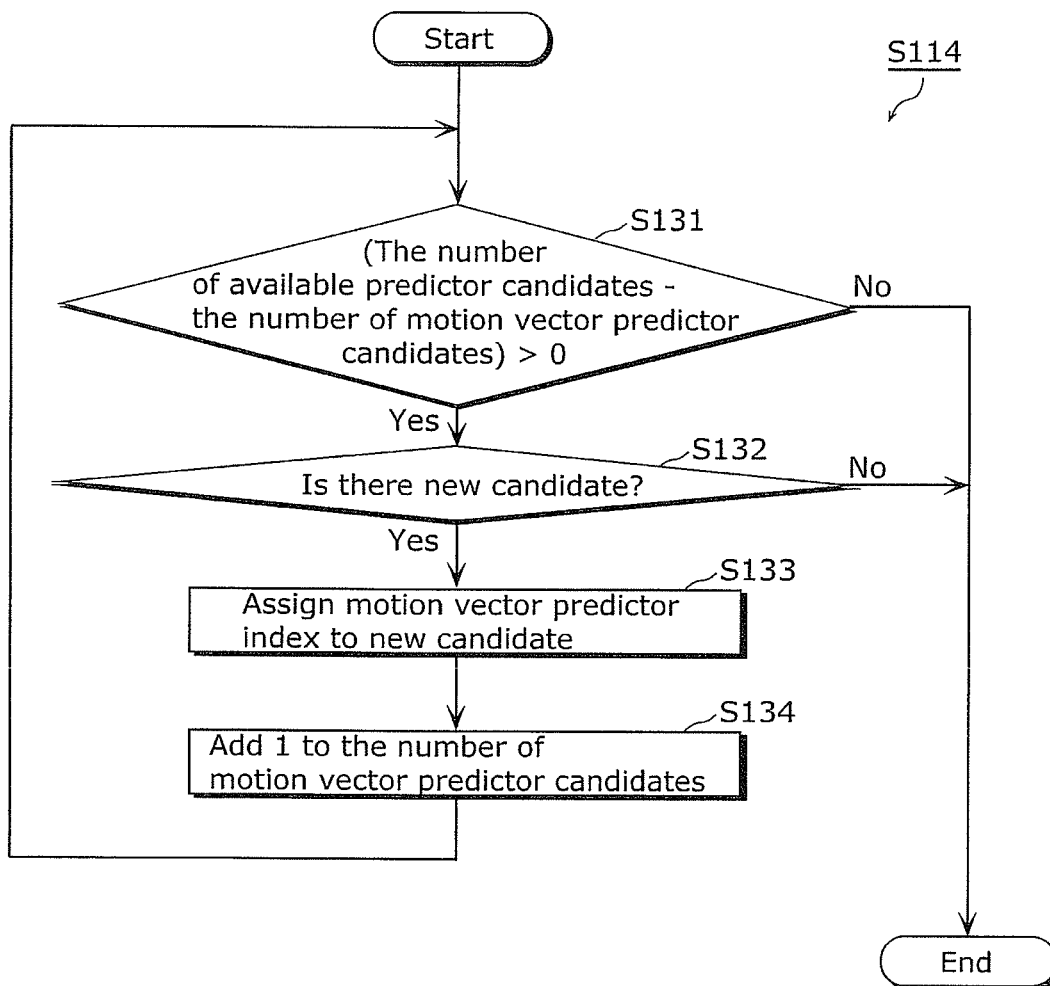 Start
S114
S131
(The number
of available predictor candidates -
the number of motion vector predictor
candidates) > 0
No
Yes
S132
Is there new candidate?
No
Yes
S133
Assign motion vector predictor
index to new candidate
S134
Add 1 to the number of
motion vector predictor candidates
End